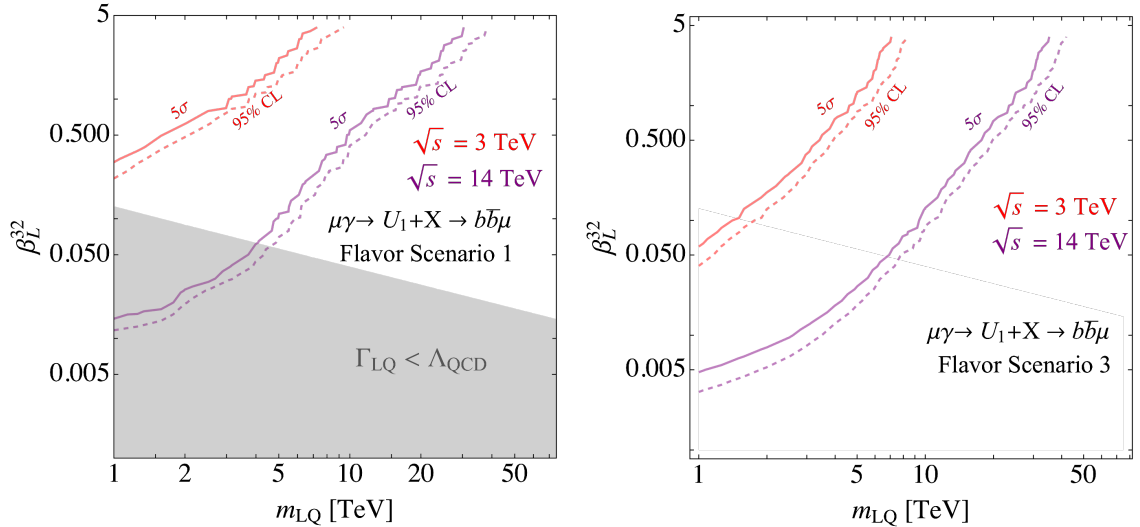 5
0.500
0.050
0.005
β_L^32
5σ
95% CL
5σ
95% CL
√s = 3 TeV
√s = 14 TeV
μγ→ U₁+X → bb̅μ
Flavor Scenario 1
Γ_LQ < Λ_QCD
1 2 5 10 20 50
m_LQ [TeV]
5
0.500
0.050
0.005
β_L^32
5σ
95% CL
5σ
95% CL
√s = 3 TeV
√s = 14 TeV
μγ→ U₁+X → bb̅μ
Flavor Scenario 3
1 5 10 50
m_LQ [TeV]